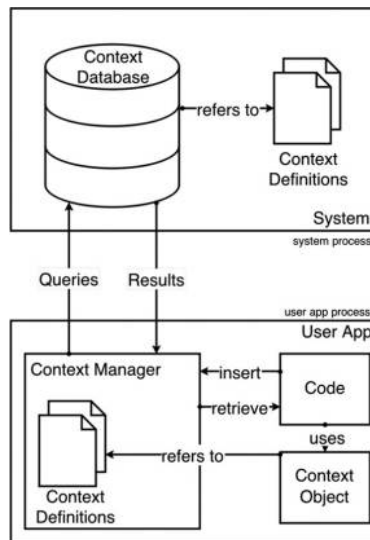 Context
Database
refers to
Context
Definitions
System
system process
Queries
Results
user app process
User App
Context Manager
insert
Code
retrieve
uses
refers to
Context
Object
Context
Definitions